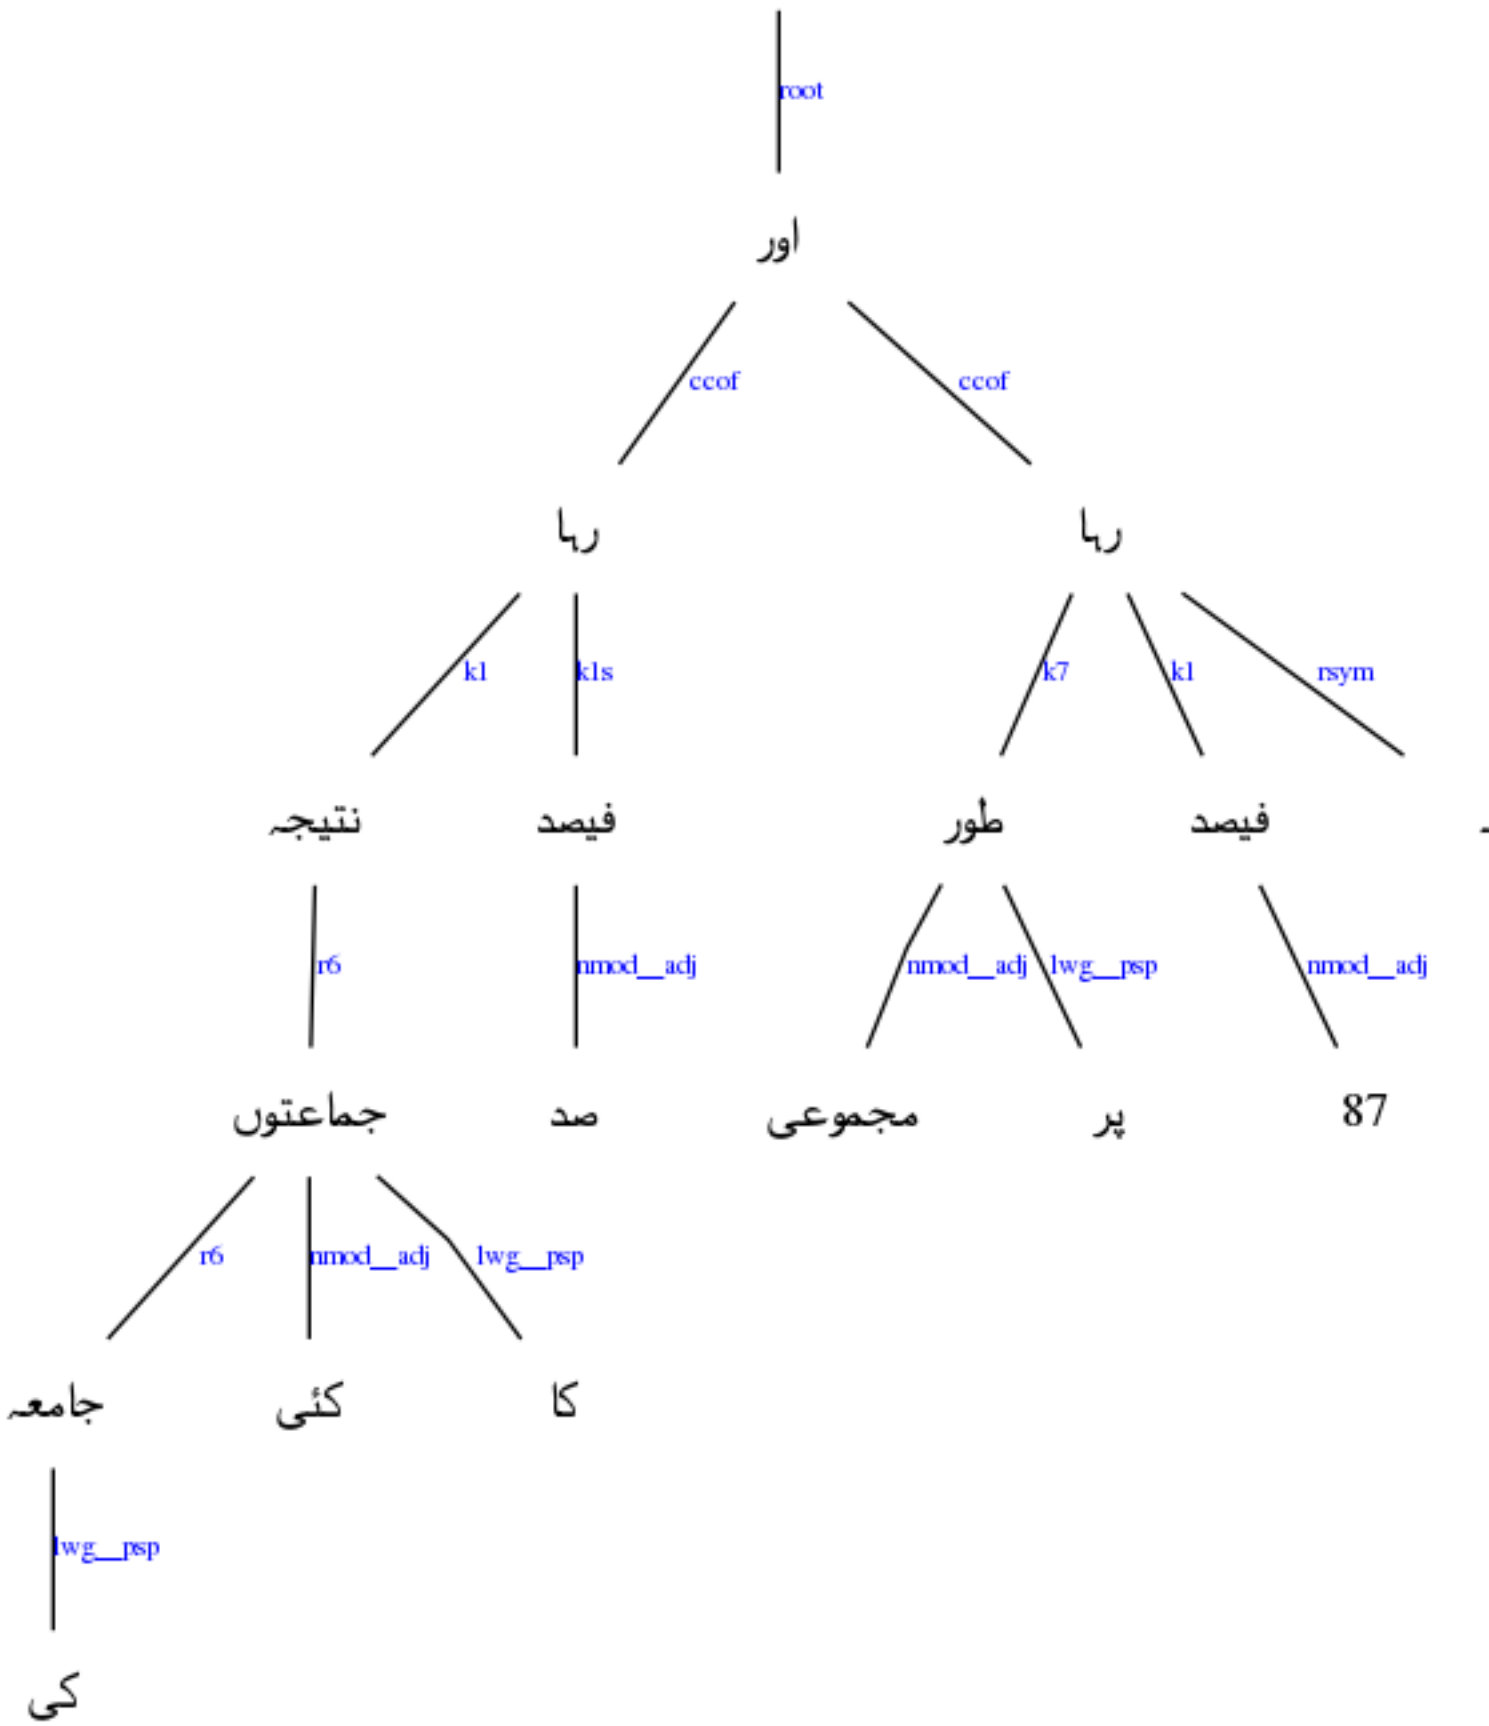 root
اور
ccof ccof
رہا رہا
k1 k1s k7 k1 rsym
نتیجہ فیصد طور فیصد ۔
r6 nmod__adj nmod__adj lwg__psp nmod__adj
جماعتوں صد مجموعی پر 87
r6 nmod__adj lwg__psp
جامعہ کئی کا
lwg__psp
کی